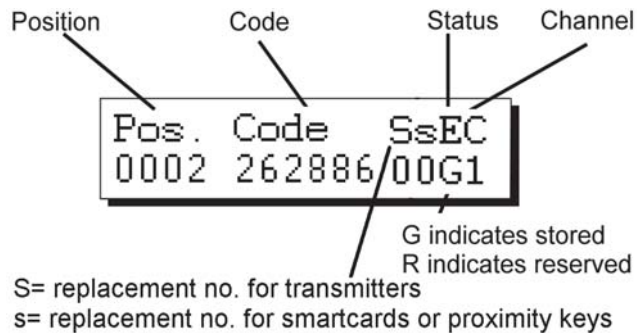 Position Code Status Channel
Pos. Code SsEC
0002 262886 00G1
G indicates stored
R indicates reserved
S= replacement no. for transmitters
s= replacement no. for smartcards or proximity keys